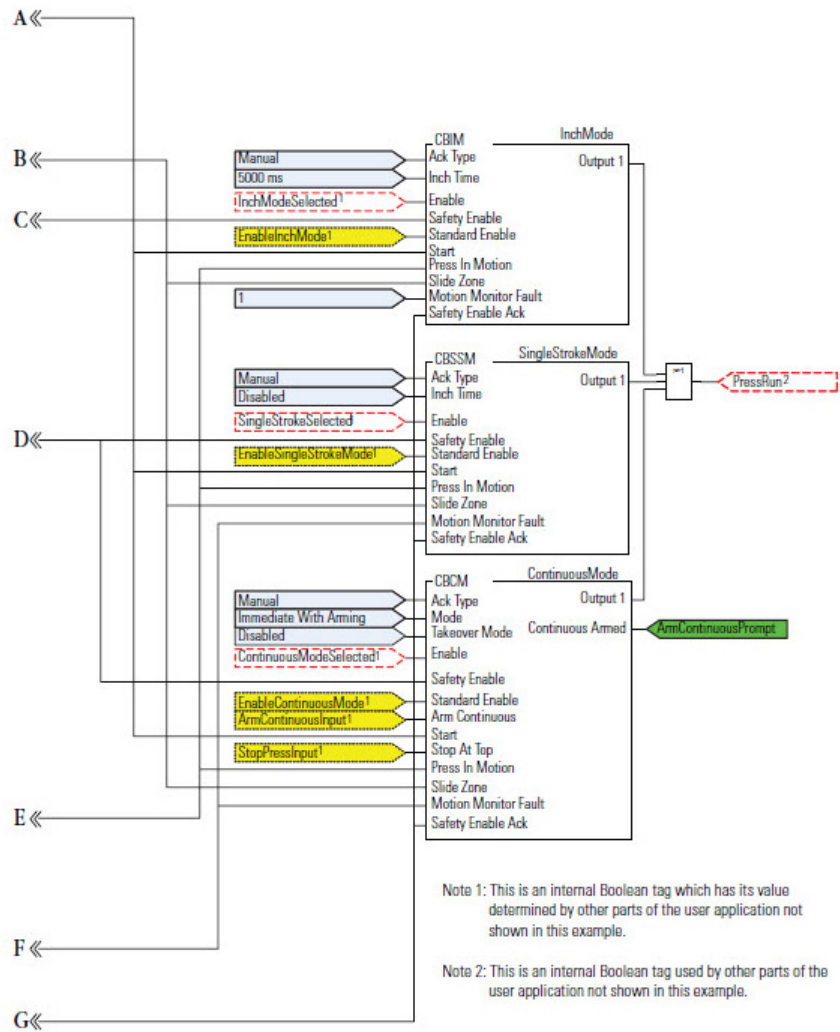 A
B
C
D
E
F
G
CBIM
InchMode
Manual
Ack Type
Output 1
5000 ms
Inch Time
InchModeSelected1
Enable
Safety Enable
EnableInchMode1
Standard Enable
Start
Press In Motion
Slide Zone
1
Motion Monitor Fault
Safety Enable Ack
CBSSM
SingleStrokeMode
Manual
Ack Type
Output 1
Disabled
Inch Time
PressRun2
SingleStrokeSelected1
Enable
Safety Enable
EnableSingleStrokeMode1
Standard Enable
Start
Press In Motion
Slide Zone
Motion Monitor Fault
Safety Enable Ack
CBCM
ContinuousMode
Manual
Ack Type
Output 1
Immediate With Arming
Mode
Disabled
Takeover Mode
Continuous Armed
ArmContinuousPrompt
ContinuousModeSelected1
Enable
Safety Enable
EnableContinuousMode1
Standard Enable
ArmContinuousInput1
Arm Continuous
Start
StopPressInput1
Stop At Top
Press In Motion
Slide Zone
Motion Monitor Fault
Safety Enable Ack
Note 1: This is an internal Boolean tag which has its value
determined by other parts of the user application not
shown in this example.
Note 2: This is an internal Boolean tag used by other parts of the
user application not shown in this example.